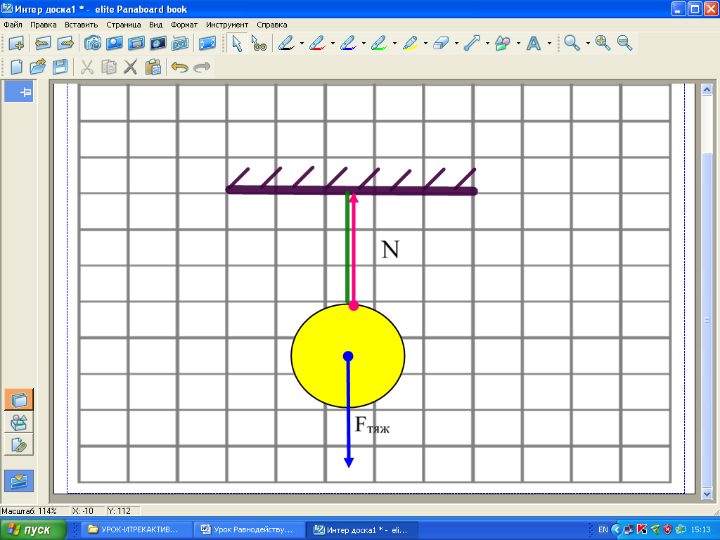 Интер доска1 * - elite Panaboard book
Файл Правка Вставить Страница Вид Формат Инструмент Справка
N
Fтяж
Масштаб: 114% X: -10 Y: 112
пуск УРОК-ИТРЕКАКТИВ... Урок Равнодейству... Интер доска1 * - eli... EN 15:13